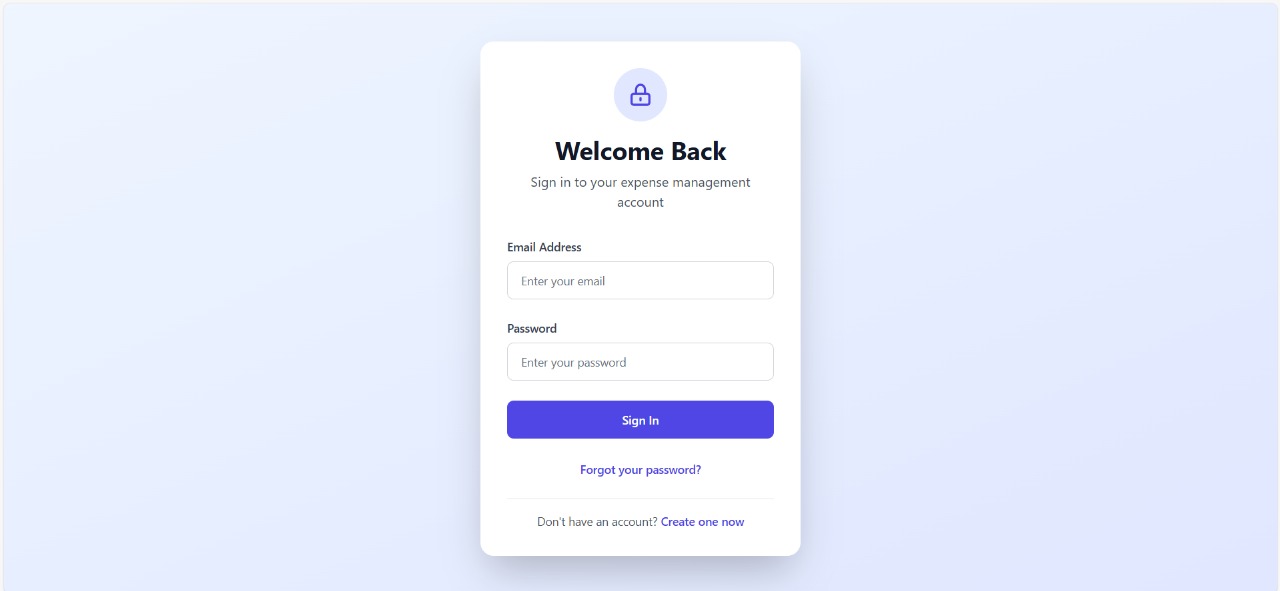 Welcome Back
Sign in to your expense management
account
Email Address
Enter your email
Password
Enter your password
Sign In
Forgot your password?
Don't have an account? Create one now